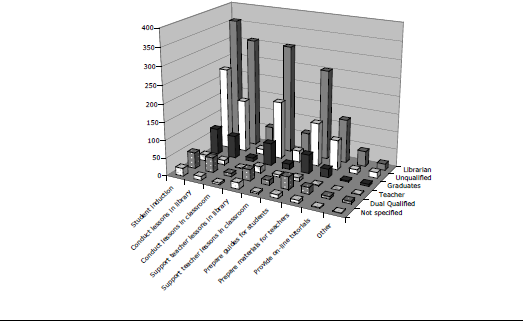 400
350
300
250
200
150
100
50
0
Librarian
Unqualified
Graduates
Teacher
Dual Qualified
Not specified
Student induction
Conduct lessons in library
Conduct lessons in classroom
Support teacher lessons in library
Support teacher lessons in classroom
Prepare guides for students
Prepare materials for teachers
Provide on-line tutorials
Other